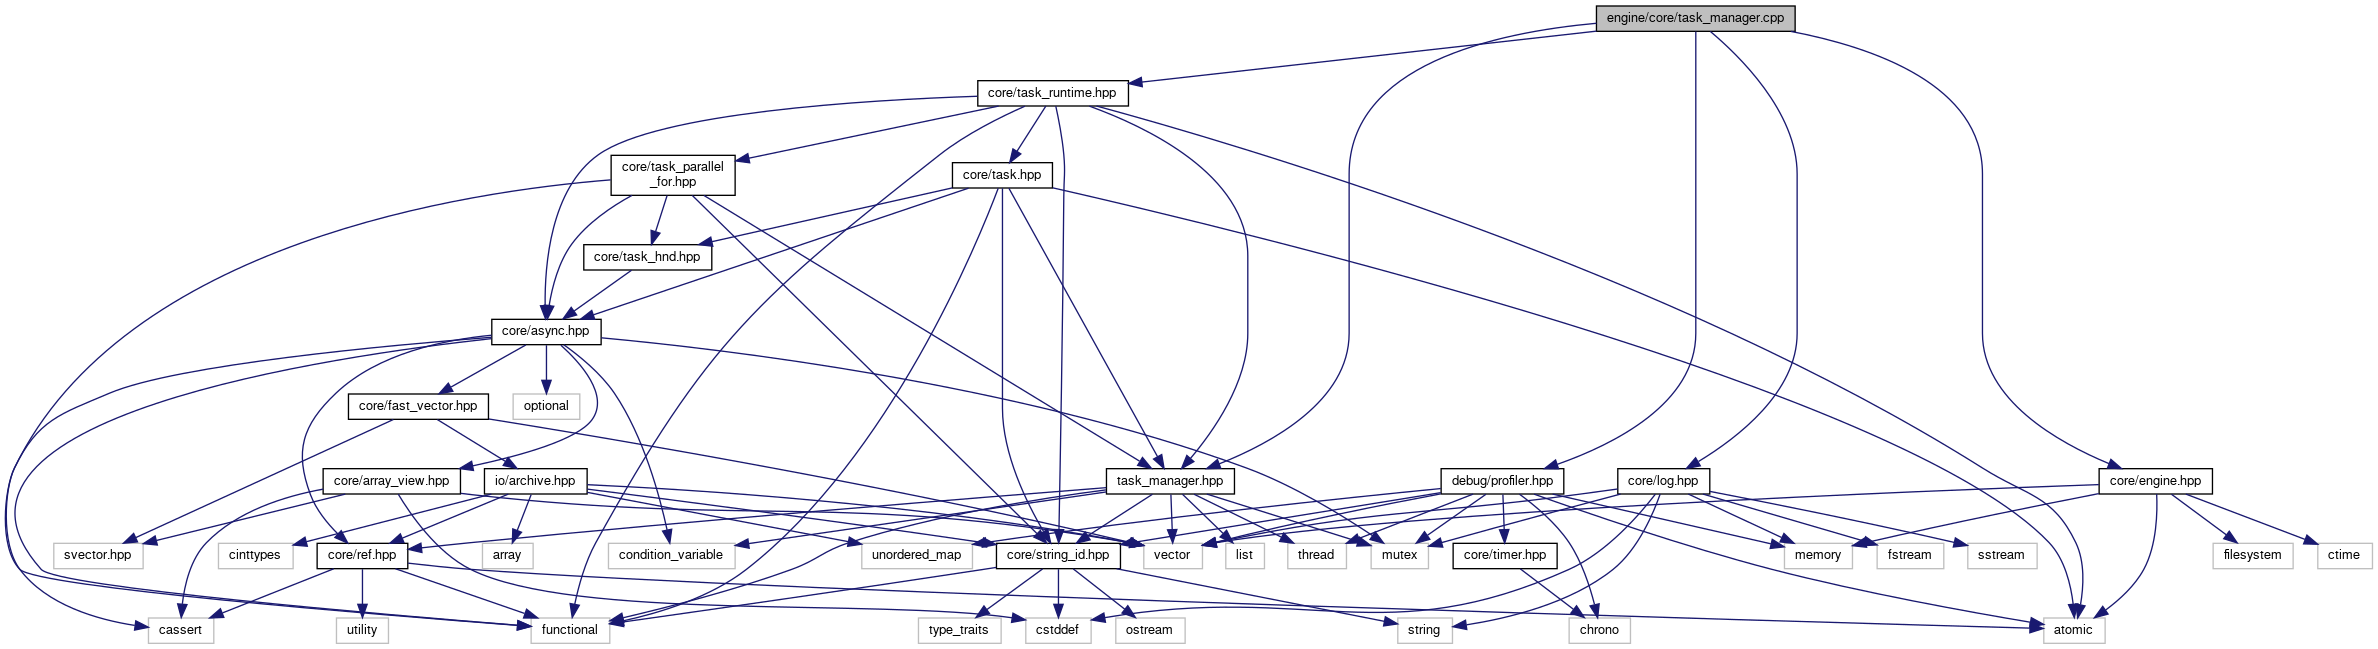 engine/core/task_manager.cpp
core/task_runtime.hpp
core/task_parallel
_for.hpp
core/task.hpp
core/task_hnd.hpp
core/async.hpp
core/fast_vector.hpp
optional
core/array_view.hpp
io/archive.hpp
task_manager.hpp
debug/profiler.hpp
core/log.hpp
core/engine.hpp
svector.hpp
cinttypes
core/ref.hpp
array
condition_variable
unordered_map
core/string_id.hpp
vector
list
thread
mutex
core/timer.hpp
memory
fstream
sstream
filesystem
ctime
cassert
utility
functional
type_traits
cstddef
ostream
string
chrono
atomic